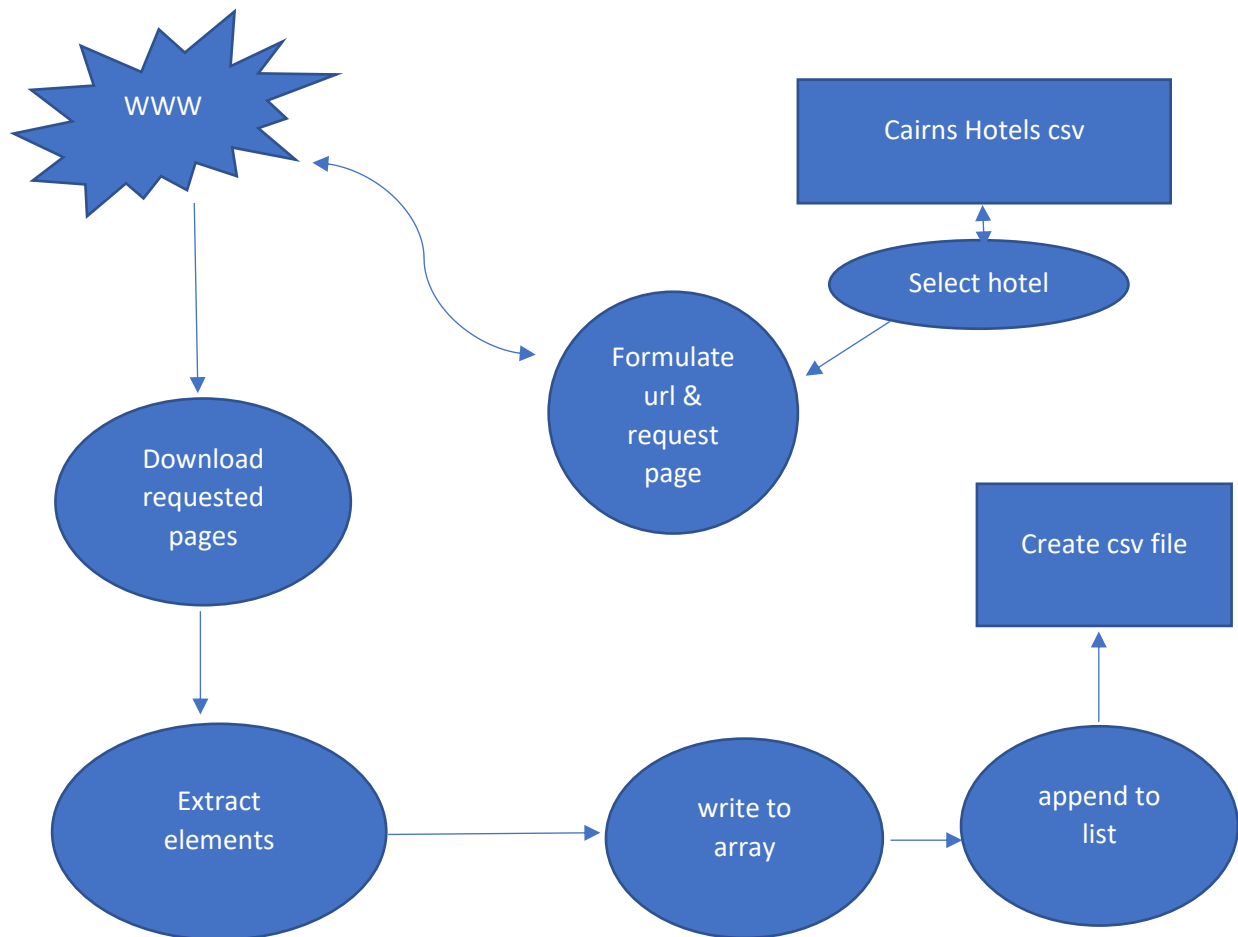 WWW
Cairns Hotels csv
Select hotel
Formulate
url &
request
page
Download
requested
pages
Create csv file
Extract
elements
write to
array
append to
list